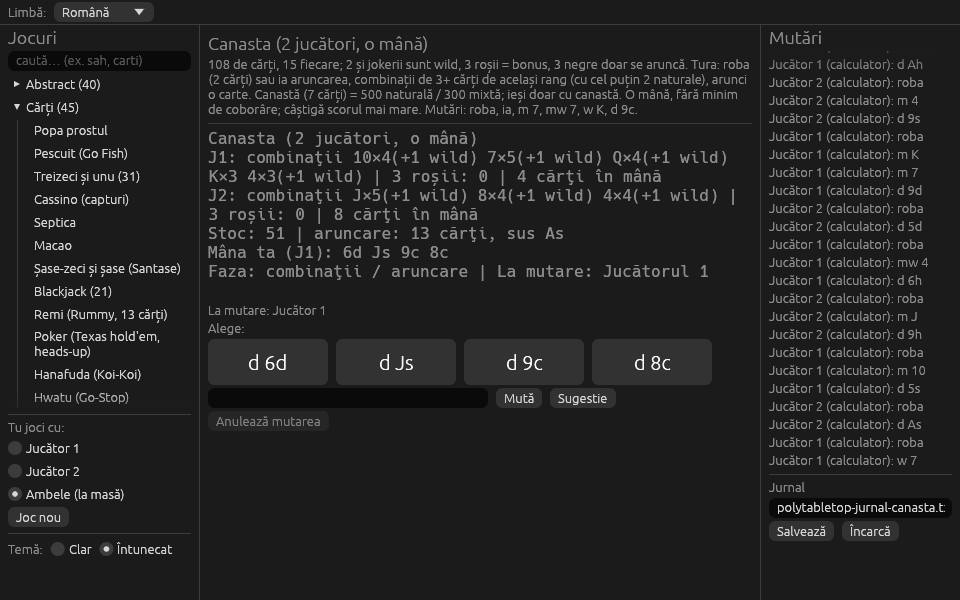 Limbă: Română
Jocuri
caută... (ex. sah, carti)
Abstract (40)
Cărți (45)
Popa prostul
Pescuit (Go Fish)
Treizeci și unu (31)
Cassino (capturi)
Septica
Macao
Șase-zeci și șase (Santase)
Blackjack (21)
Remi (Rummy, 13 cărți)
Poker (Texas hold'em,
heads-up)
Hanafuda (Koi-Koi)
Hwatu (Go-Stop)
Tu joci cu:
Jucător 1
Jucător 2
Ambele (la masă)
Joc nou
Temă: Clar Întunecat
Canasta (2 jucători, o mână)
108 de cărți, 15 fiecare; 2 și jokerii sunt wild, 3 roșii = bonus, 3 negre doar se aruncă. Tura: roba
(2 cărți) sau ia aruncarea, combinații de 3+ cărți de același rang (cu cel puțin 2 naturale), arunci
o carte. Canastă (7 cărți) = 500 naturală / 300 mixtă; ieși doar cu canastă. O mână, fără minim
de coborâre; câștigă scorul mai mare. Mutări: roba, ia, m 7, mw 7, w K, d 9c.
Canasta (2 jucători, o mână)
J1: combinații 10×4(+1 wild) 7×5(+1 wild) Q×4(+1 wild)
K×3 4×3(+1 wild) | 3 roșii: 0 | 4 cărți în mână
J2: combinații J×5(+1 wild) 8×4(+1 wild) 4×4(+1 wild) |
3 roșii: 0 | 8 cărți în mână
Stoc: 51 | aruncare: 13 cărți, sus As
Mâna ta (J1): 6d Js 9c 8c
Faza: combinații / aruncare | La mutare: Jucătorul 1
La mutare: Jucător 1
Alege:
d 6d d Js d 9c d 8c
Mută Sugestie
Anulează mutarea
Mutări
Jucător 1 (calculator): d Ah
Jucător 2 (calculator): roba
Jucător 2 (calculator): m 4
Jucător 2 (calculator): d 9s
Jucător 1 (calculator): roba
Jucător 1 (calculator): m K
Jucător 1 (calculator): m 7
Jucător 1 (calculator): d 9d
Jucător 2 (calculator): roba
Jucător 2 (calculator): d 5d
Jucător 1 (calculator): roba
Jucător 1 (calculator): mw 4
Jucător 1 (calculator): d 6h
Jucător 2 (calculator): roba
Jucător 2 (calculator): m J
Jucător 2 (calculator): d 9h
Jucător 1 (calculator): roba
Jucător 1 (calculator): m 10
Jucător 1 (calculator): d 5s
Jucător 2 (calculator): roba
Jucător 2 (calculator): d As
Jucător 1 (calculator): roba
Jucător 1 (calculator): w 7
Jurnal
polytabletop-jurnal-canasta.t
Salvează Încarcă